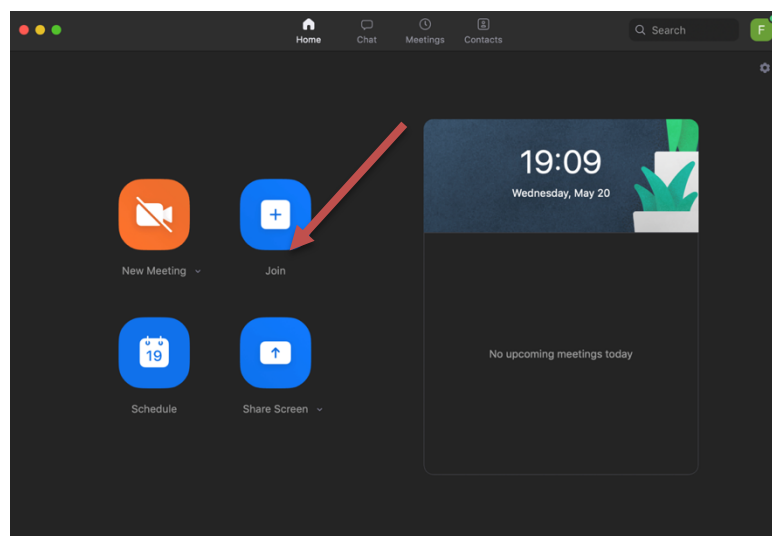 Home
Chat
Meetings
Contacts
Search
F
19:09
Wednesday, May 20
New Meeting
Join
19
Schedule
Share Screen
No upcoming meetings today